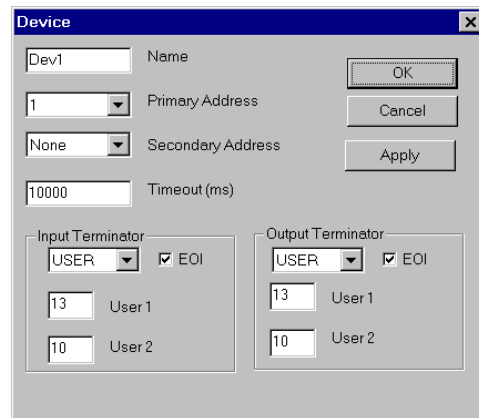 Device
Dev1 Name
OK
1 Primary Address
Cancel
None Secondary Address
Apply
10000 Timeout (ms)
Input Terminator
USER EOI
13 User 1
10 User 2
Output Terminator
USER EOI
13 User 1
10 User 2